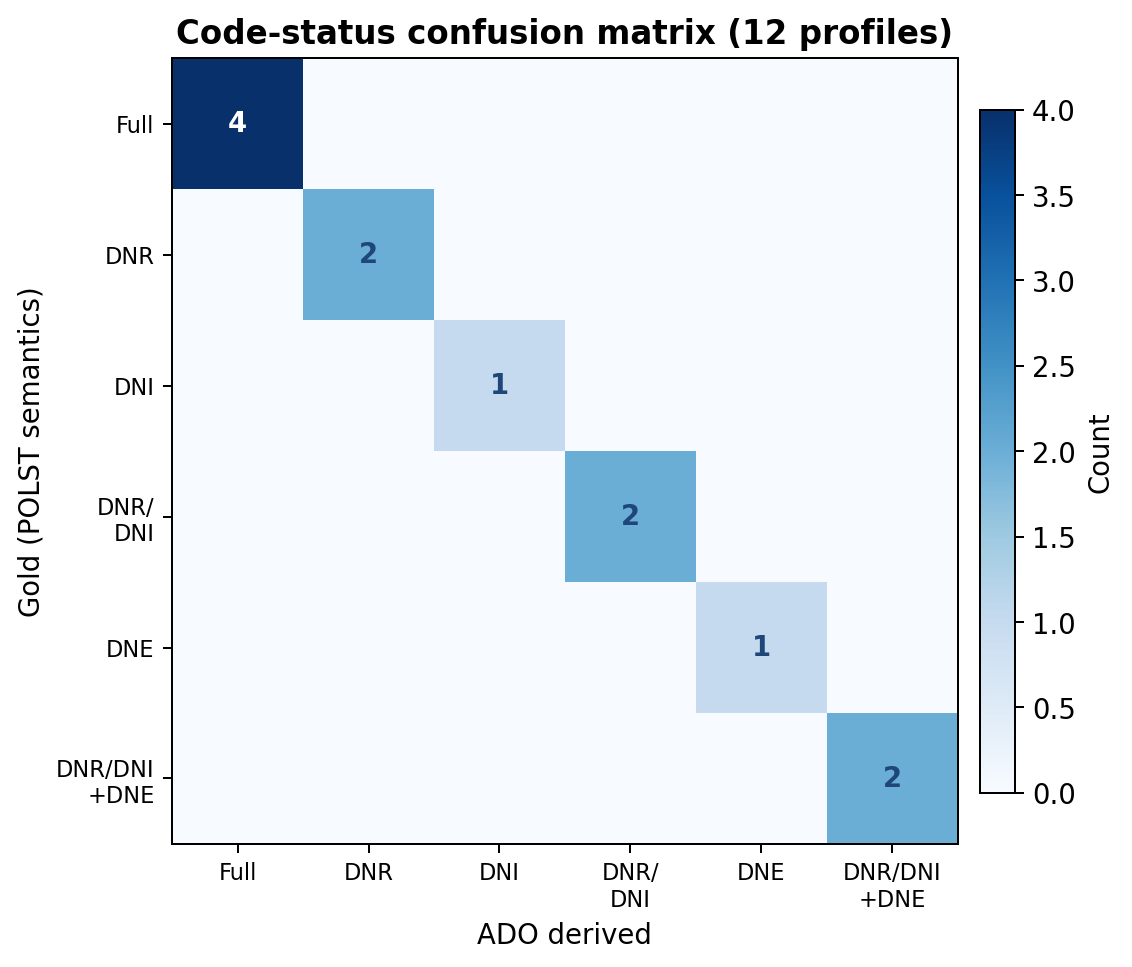 Code-status confusion matrix (12 profiles)
Gold (POLST semantics)
Full
DNR
DNI
DNR/
DNI
DNE
DNR/DNI
+DNE
4
2
1
2
1
2
Full
DNR
DNI
DNR/
DNI
DNE
DNR/DNI
+DNE
ADO derived
4.0
3.5
3.0
2.5
2.0
1.5
1.0
0.5
0.0
Count